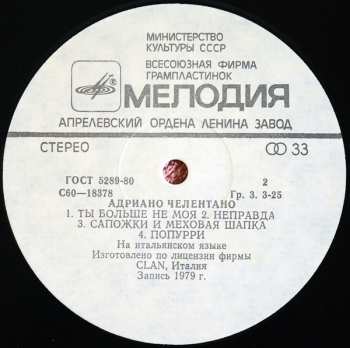 МИНИСТЕРСТВО
КУЛЬТУРЫ СССР
ВСЕСОЮЗНАЯ ФИРМА
ГРАМПЛАСТИНОК
МЕЛОДИЯ
АПРЕЛЕВСКИЙ ОРДЕНА ЛЕНИНА ЗАВОД
СТЕРЕО 33
ГОСТ 5289-80 2
С60—18378 Гр. 3. 3-25
АДРИАНО ЧЕЛЕНТАНО
1. ТЫ БОЛЬШЕ НЕ МОЯ 2. НЕПРАВДА
3. САПОЖКИ И МЕХОВАЯ ШАПКА
4. ПОПУРРИ
На итальянском языке
Изготовлено по лицензии фирмы
CLAN, Италия
Запись 1979 г.